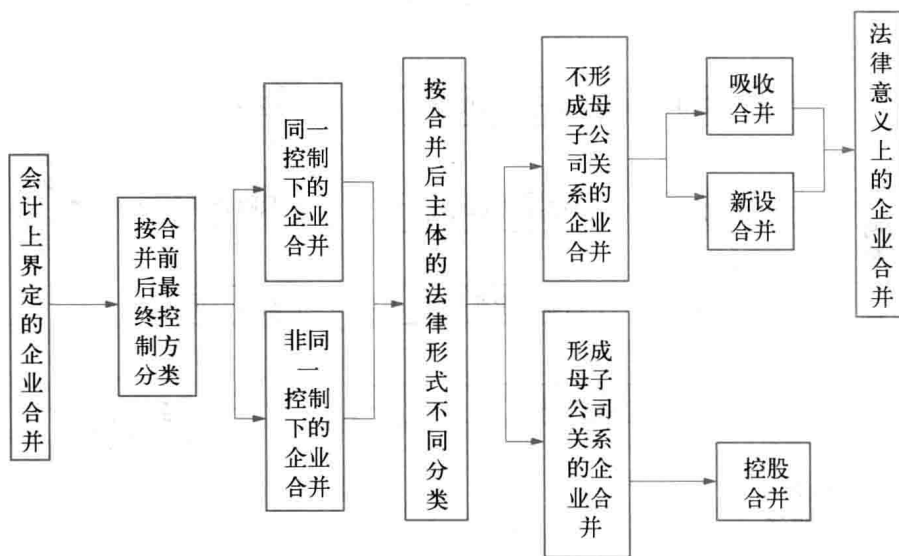 会计上界定的企业合并
按合
并前
后最
终控
制方
分类
同一
控制
下的
企业
合并
非同
一
控制
下的
企业
合并
按合并后主体的法律形式不同分类
不形
成母
子公
司关
系的
企业
合并
形成
母子
公司
关系
的企
业合
并
吸收
合并
新设
合并
控股
合并
法律意义上的企业合并